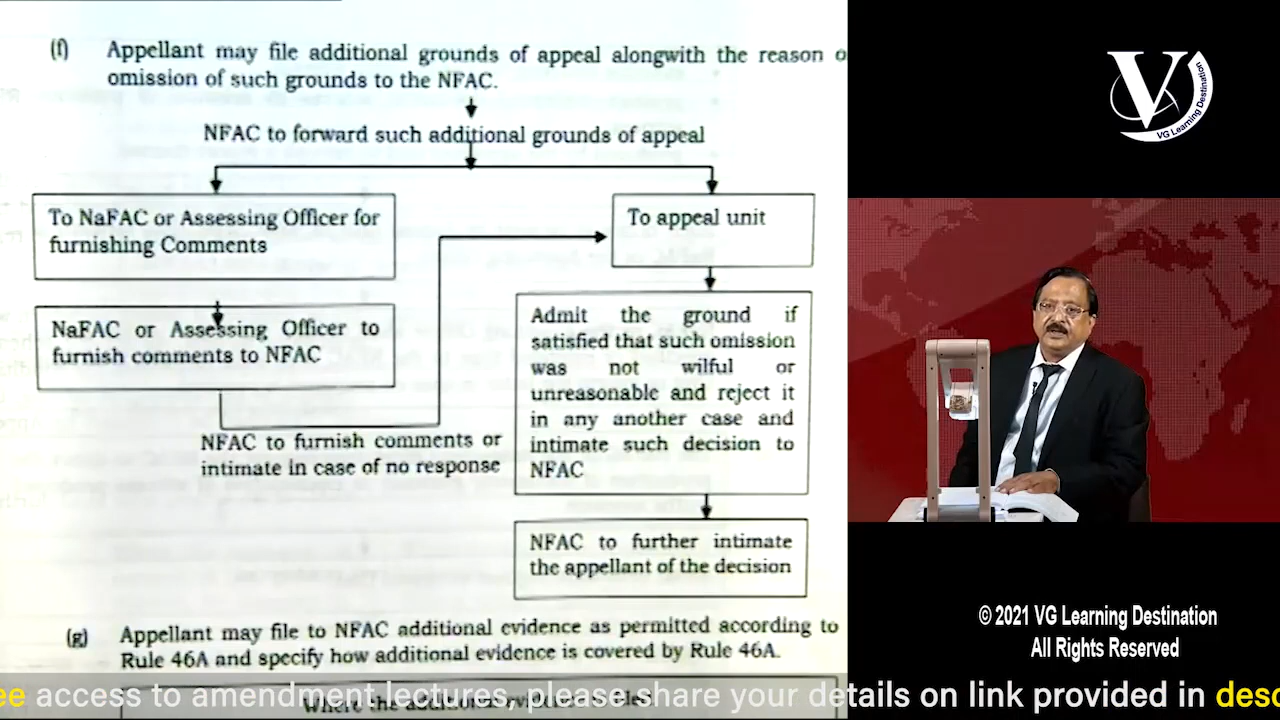 (f) Appellant may file additional grounds of appeal alongwith the reason o
omission of such grounds to the NFAC.
NFAC to forward such additional grounds of appeal
To NaFAC or Assessing Officer for
furnishing Comments
To appeal unit
NaFAC or Assessing Officer to
furnish comments to NFAC
NFAC to furnish comments or
intimate in case of no response
Admit the ground if
satisfied that such omission
was not wilful or
unreasonable and reject it
in any another case and
intimate such decision to
NFAC
NFAC to further intimate
the appellant of the decision
(g) Appellant may file to NFAC additional evidence as permitted according to
Rule 46A and specify how additional evidence is covered by Rule 46A.
Where the additional evidence is filed
ee access to amendment lectures, please share your details on link provided in desc
V
VG Learning Destination
© 2021 VG Learning Destination
All Rights Reserved